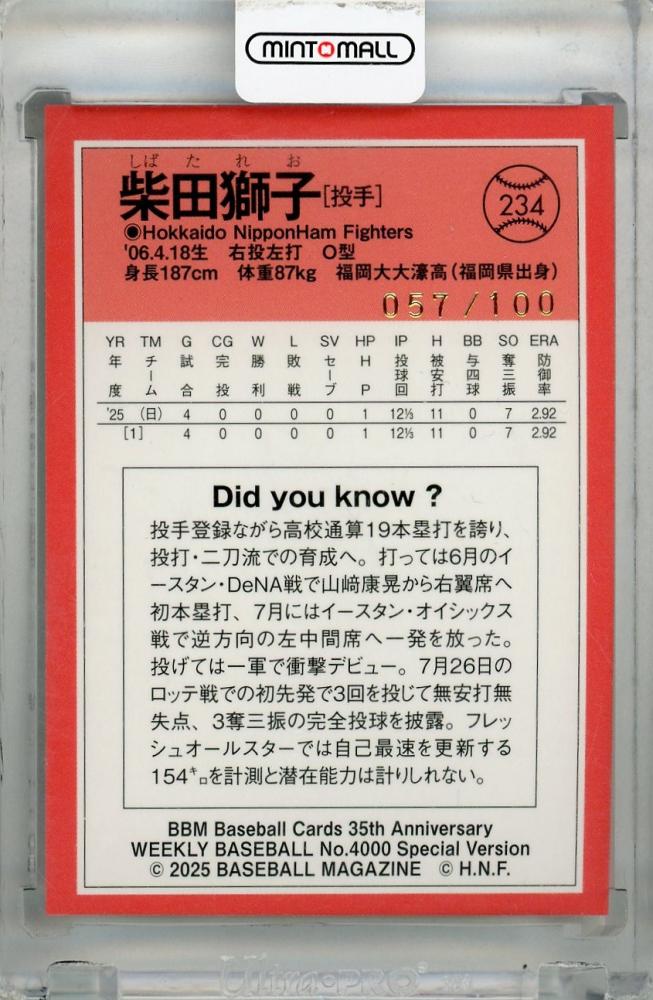 MINTOMALL
しばたれお
柴田獅子[投手]
234
◉Hokkaido NipponHam Fighters
'06.4.18生 右投左打 O型
身長187cm 体重87kg 福岡大大濠高(福岡県出身)
057/100
YR TM G CG W L SV HP IP H BB SO ERA
年度 チーム 試合 完投 勝利 敗戦 セーブ HP 投球回 被安打 与四球 奪三振 防御率
'25 (日) 4 0 0 0 0 1 12⅓ 11 0 7 2.92
[1] 4 0 0 0 0 1 12⅓ 11 0 7 2.92
Did you know ?
投手登録ながら高校通算19本塁打を誇り、
投打・二刀流での育成へ。打っては6月のイ
ースタン・DeNA戦で山﨑康晃から右翼席へ
初本塁打、7月にはイースタン・オイシックス
戦で逆方向の左中間席へ一発を放った。
投げては一軍で衝撃デビュー。7月26日の
ロッテ戦での初先発で3回を投じて無安打無
失点、3奪三振の完全投球を披露。フレッ
シュオールスターでは自己最速を更新する
154㌔を計測と潜在能力は計りしれない。
BBM Baseball Cards 35th Anniversary
WEEKLY BASEBALL No.4000 Special Version
© 2025 BASEBALL MAGAZINE © H.N.F.
Ultra·PRO